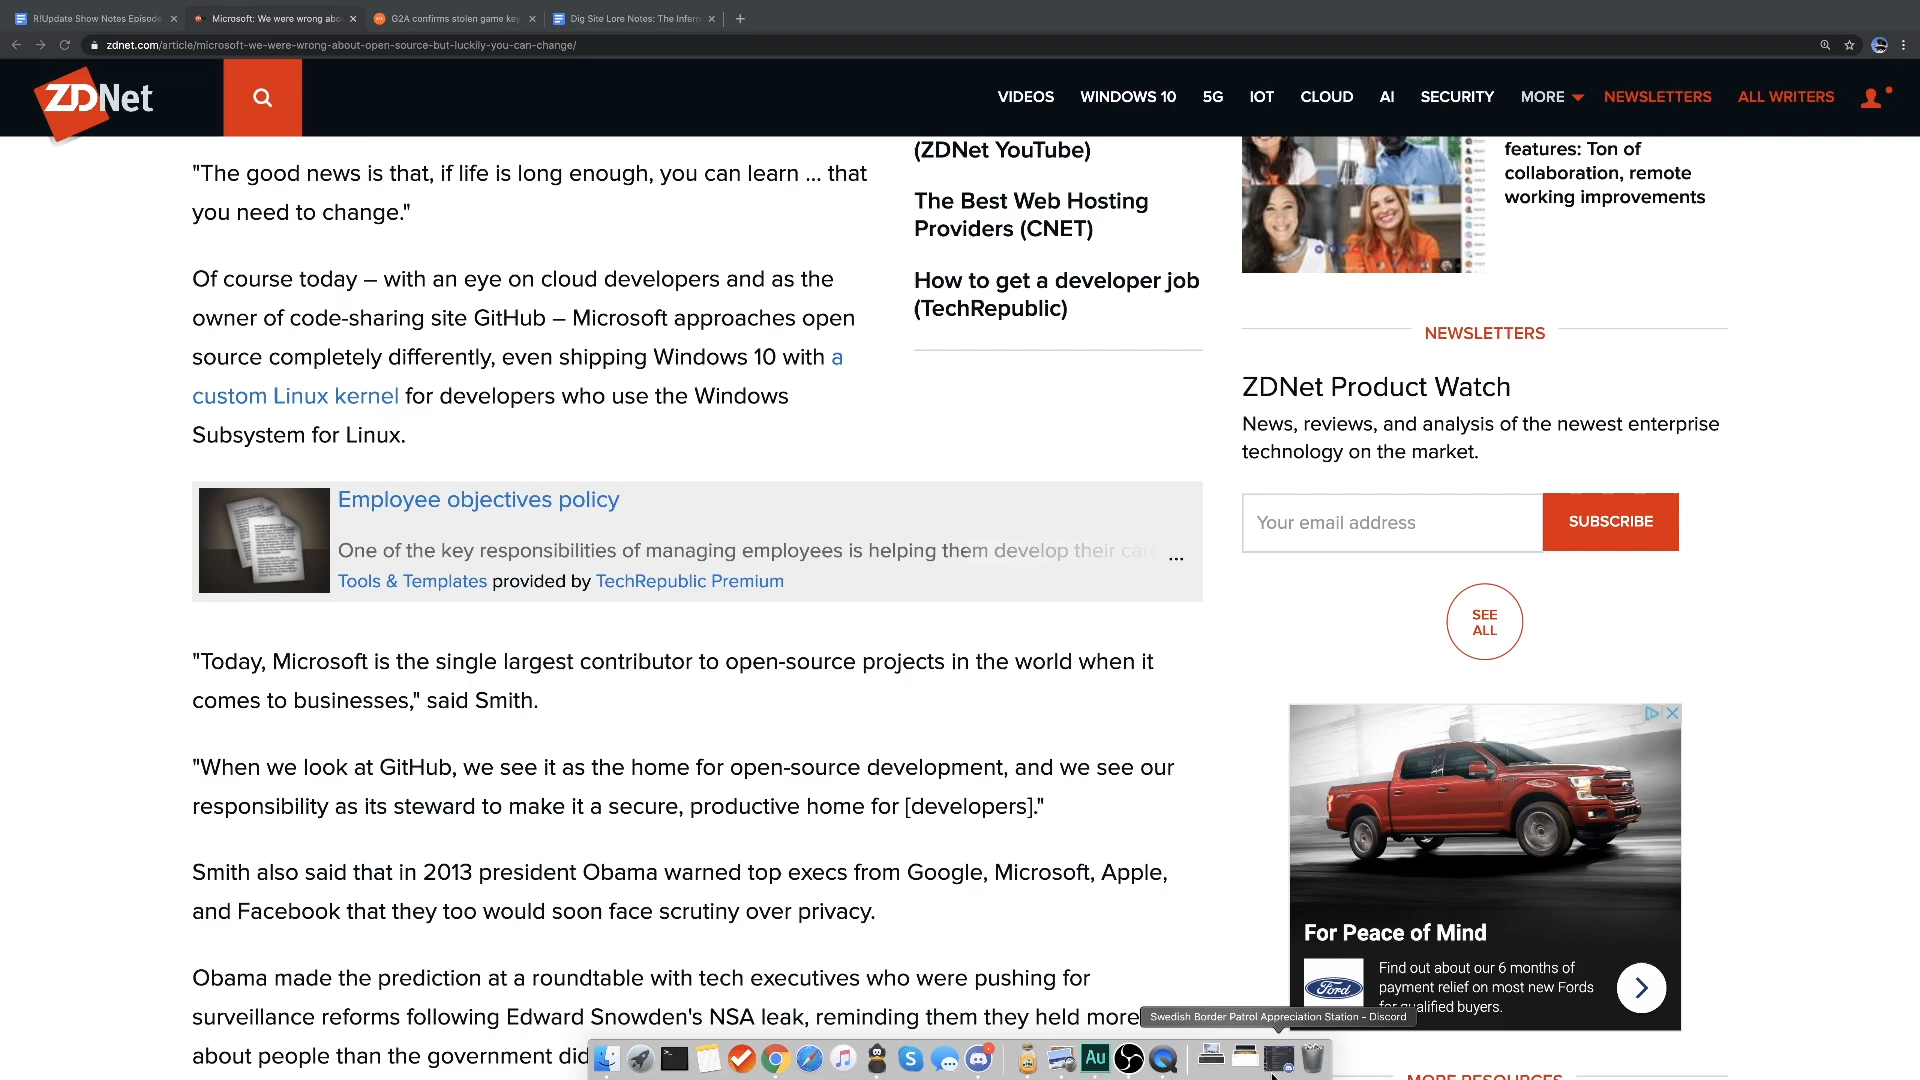 R!Update Show Notes Episode
Microsoft: We were wrong abo
G2A confirms stolen game key
Dig Site Lore Notes: The Infern
zdnet.com/article/microsoft-we-were-wrong-about-open-source-but-luckily-you-can-change/
ZDNet
VIDEOS
WINDOWS 10
5G
IOT
CLOUD
AI
SECURITY
MORE
NEWSLETTERS
ALL WRITERS
"The good news is that, if life is long enough, you can learn ... that
you need to change."
Of course today – with an eye on cloud developers and as the
owner of code-sharing site GitHub – Microsoft approaches open
source completely differently, even shipping Windows 10 with a
custom Linux kernel for developers who use the Windows
Subsystem for Linux.
(ZDNet YouTube)
The Best Web Hosting
Providers (CNET)
How to get a developer job
(TechRepublic)
Employee objectives policy
One of the key responsibilities of managing employees is helping them develop their care
...
Tools & Templates provided by TechRepublic Premium
"Today, Microsoft is the single largest contributor to open-source projects in the world when it
comes to businesses," said Smith.
"When we look at GitHub, we see it as the home for open-source development, and we see our
responsibility as its steward to make it a secure, productive home for [developers]."
Smith also said that in 2013 president Obama warned top execs from Google, Microsoft, Apple,
and Facebook that they too would soon face scrutiny over privacy.
Obama made the prediction at a roundtable with tech executives who were pushing for
surveillance reforms following Edward Snowden's NSA leak, reminding them they held more
about people than the government did
features: Ton of
collaboration, remote
working improvements
NEWSLETTERS
ZDNet Product Watch
News, reviews, and analysis of the newest enterprise
technology on the market.
Your email address
SUBSCRIBE
SEE
ALL
For Peace of Mind
Ford
Find out about our 6 months of
payment relief on most new Fords
for qualified buyers.
Swedish Border Patrol Appreciation Station - Discord
Au
MORE RESOURCES